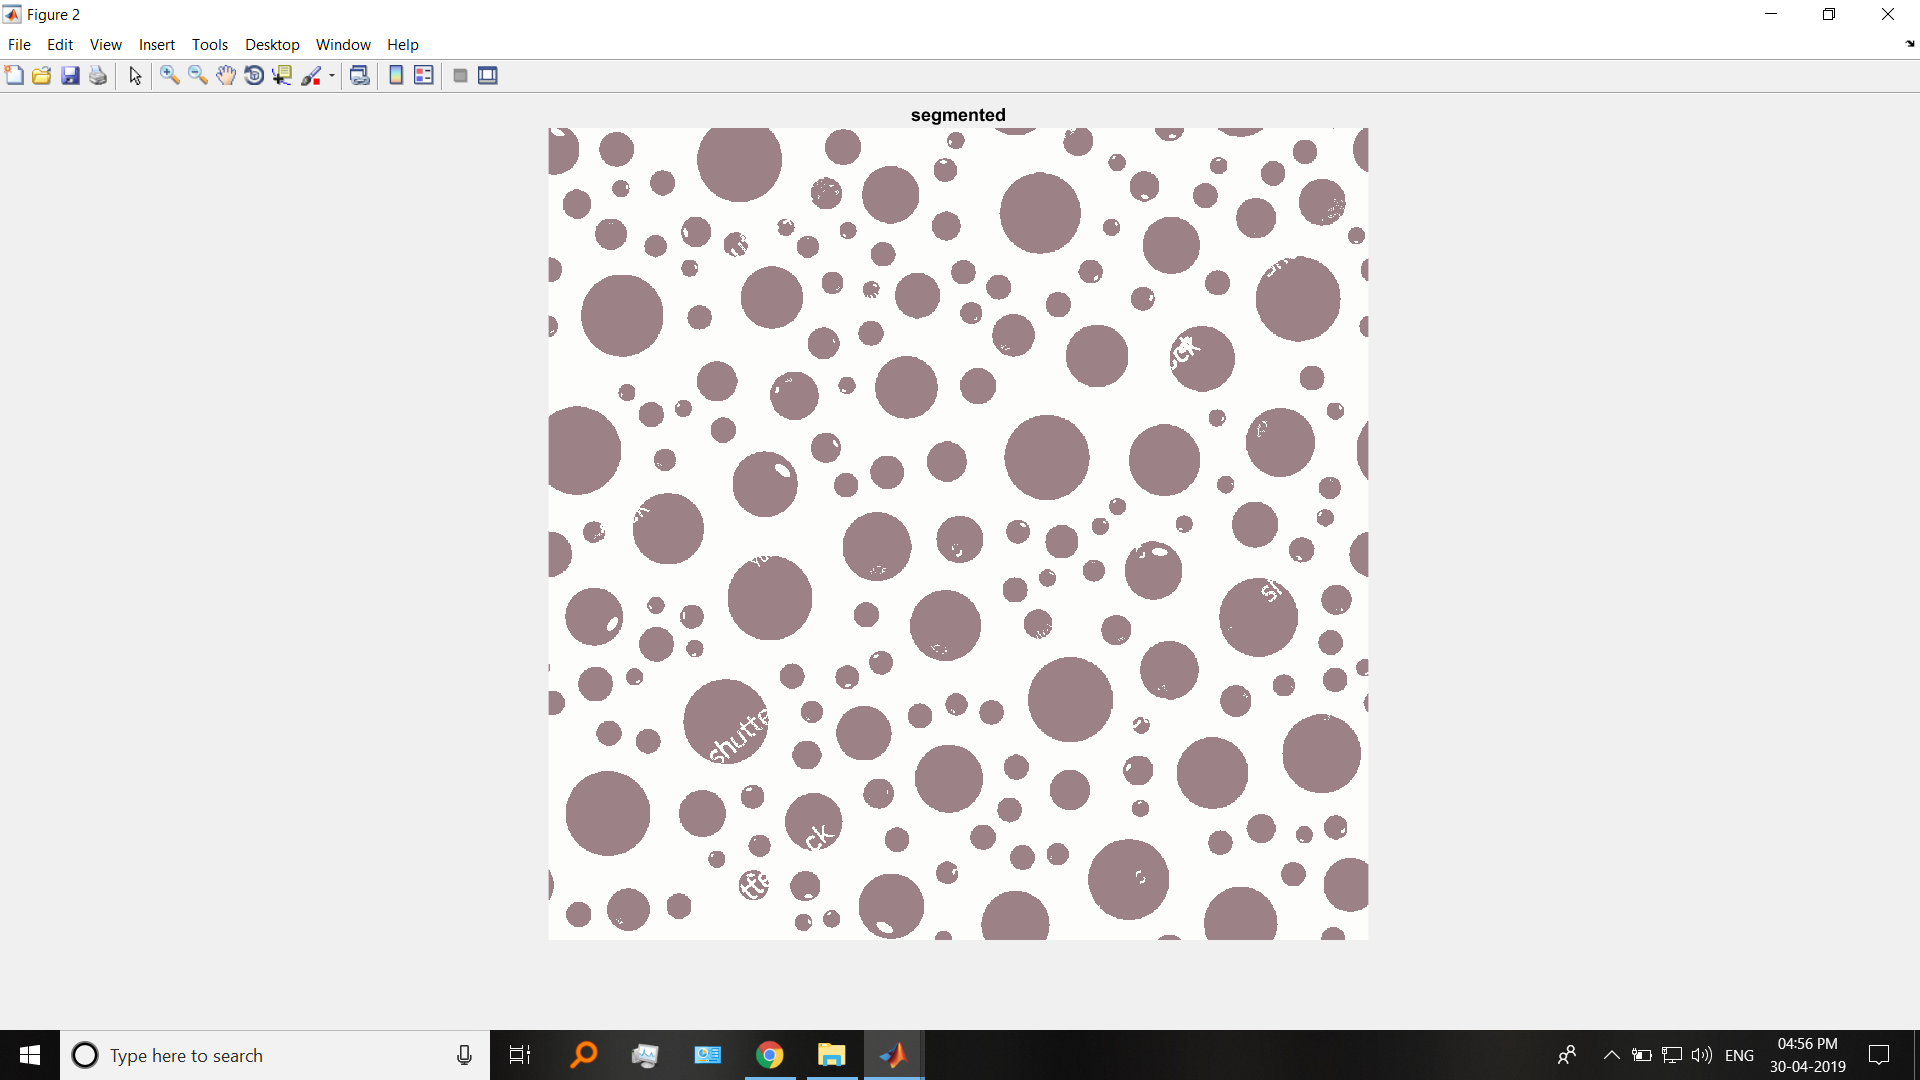 Figure 2
File Edit View Insert Tools Desktop Window Help
segmented
shutte
ck
Type here to search
ENG
04:56 PM
30-04-2019